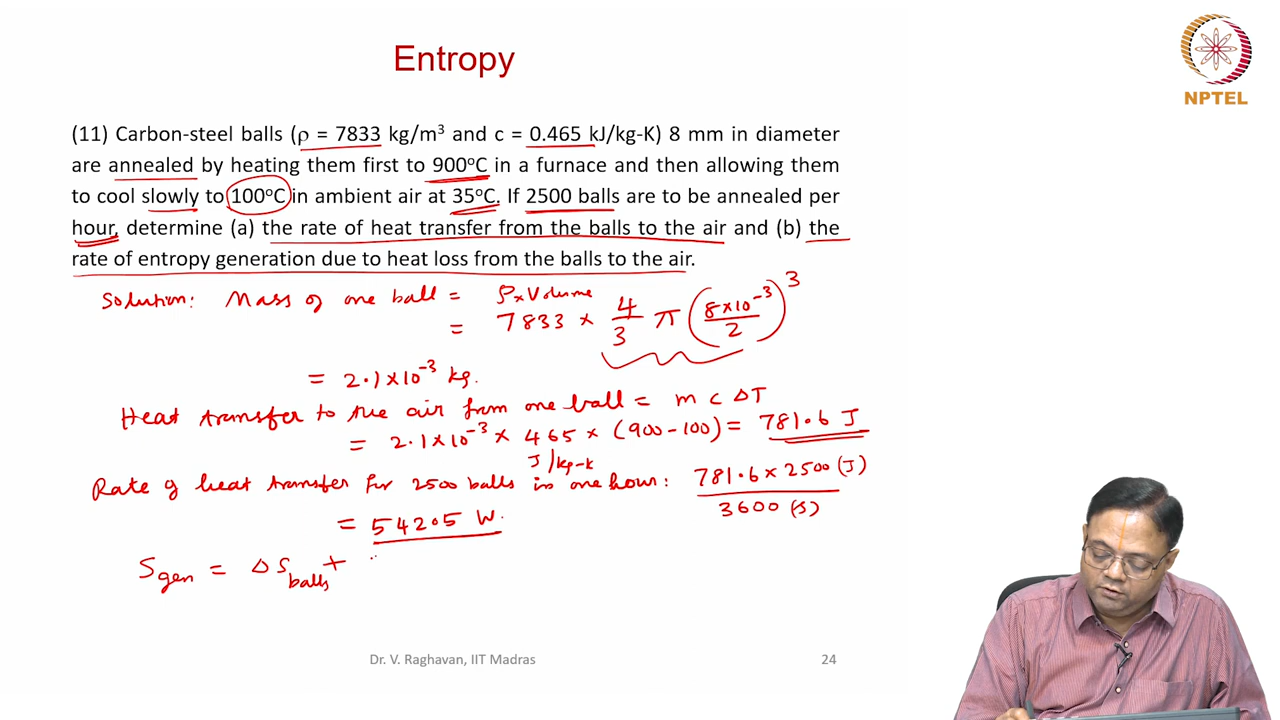 Entropy
NPTEL
(11) Carbon-steel balls (ρ = 7833 kg/m³ and c = 0.465 kJ/kg-K) 8 mm in diameter
are annealed by heating them first to 900°C in a furnace and then allowing them
to cool slowly to 100°C in ambient air at 35°C. If 2500 balls are to be annealed per
hour, determine (a) the rate of heat transfer from the balls to the air and (b) the
rate of entropy generation due to heat loss from the balls to the air.
Solution: Mass of one ball = ρ x Volume
= 7833 × 4/3 π (8×10⁻³/2)³
= 2.1×10⁻³ kg.
Heat transfer to the air from one ball = m c ΔT
= 2.1×10⁻³ × 465 × (900-100) = 781.6 J
J/kg-K
Rate of heat transfer for 2500 balls in one hour: 781.6 × 2500 (J) / 3600 (s)
= 542.5 W.
Sgen = ΔS balls +
Dr. V. Raghavan, IIT Madras
24